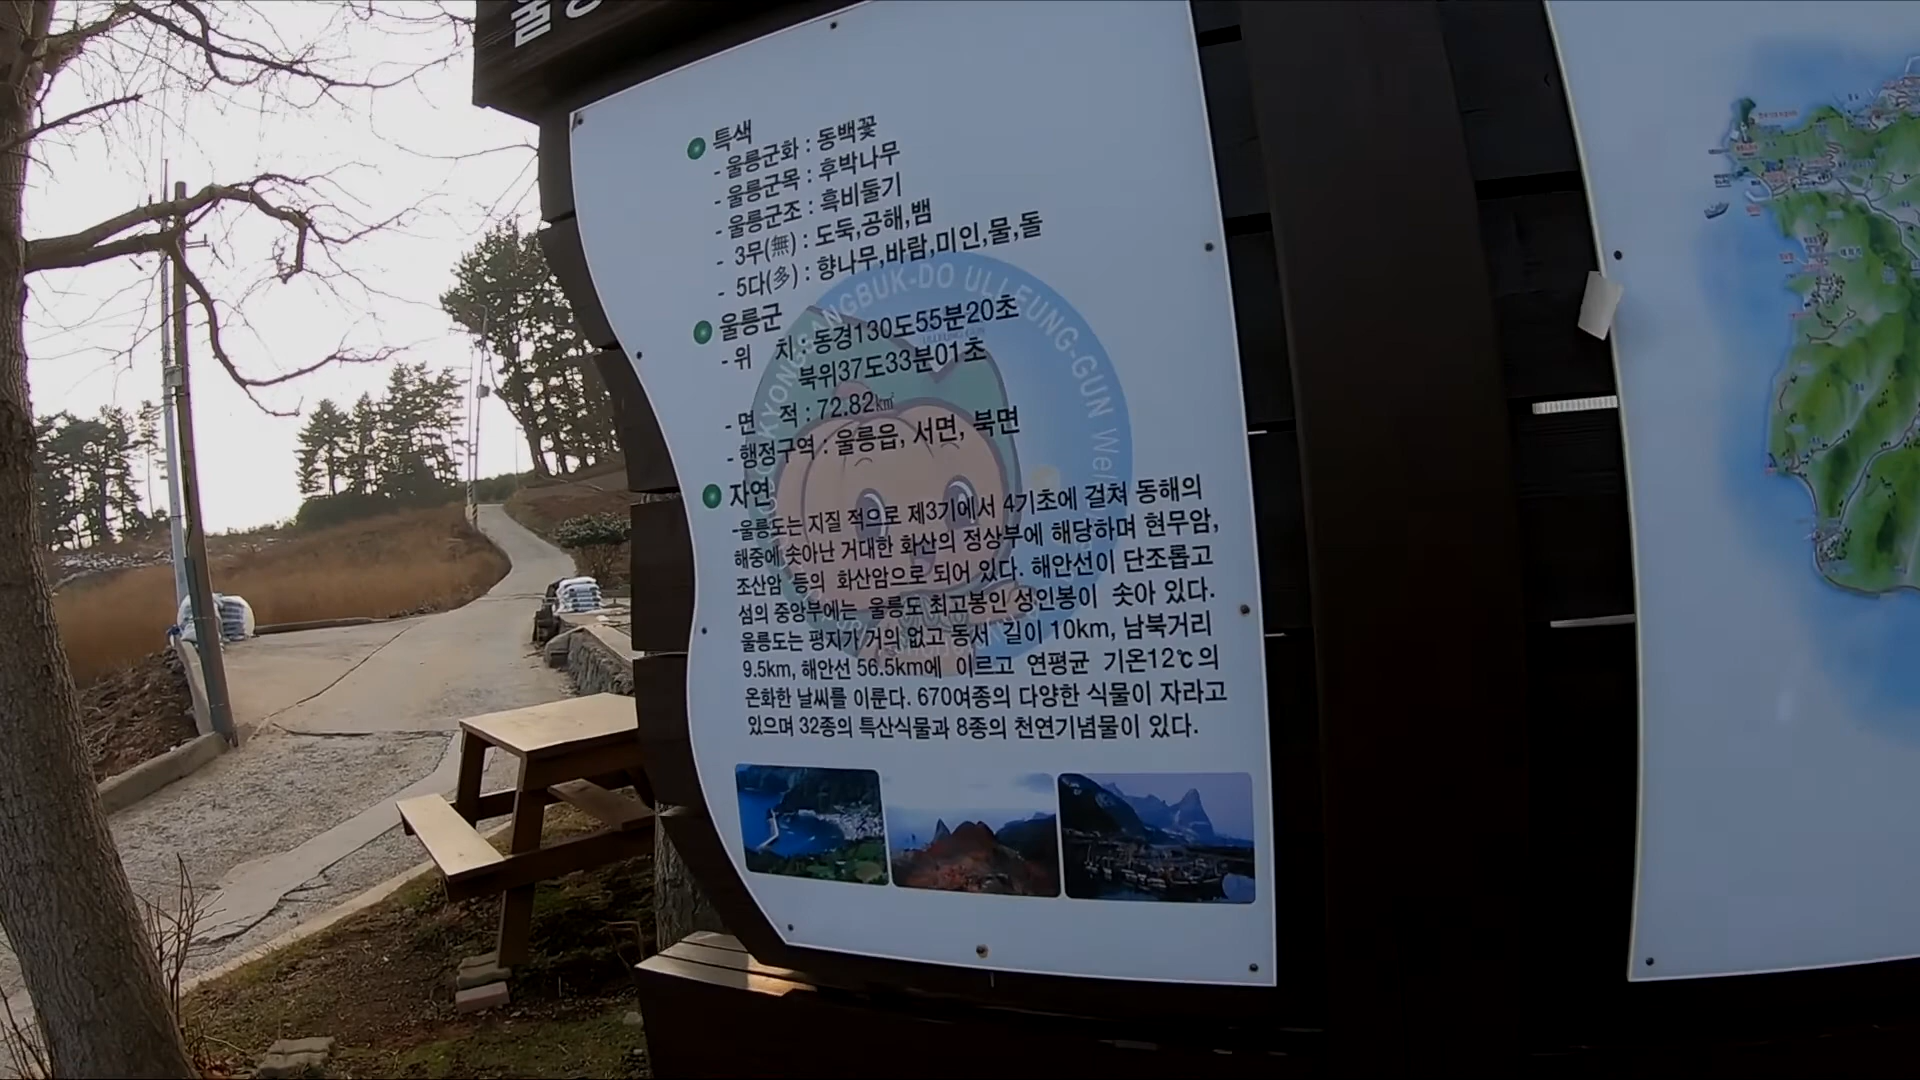 특색
- 울릉군화 : 동백꽃
- 울릉군목 : 후박나무
- 울릉군조 : 흑비둘기
- 3무(無) : 도둑,공해,뱀
- 5다(多) : 향나무,바람,미인,물,돌
울릉군
- 위 치 : 동경130도55분20초
북위37도33분01초
- 면 적 : 72.82㎢
- 행정구역 : 울릉읍, 서면, 북면
자연
-울릉도는 지질 적으로 제3기에서 4기초에 걸쳐 동해의
해중에 솟아난 거대한 화산의 정상부에 해당하며 현무암,
조산암 등의 화산암으로 되어 있다. 해안선이 단조롭고
섬의 중앙부에는 울릉도 최고봉인 성인봉이 솟아 있다.
울릉도는 평지가 거의 없고 동서 길이 10km, 남북거리
9.5km, 해안선 56.5km에 이르고 연평균 기온12℃의
온화한 날씨를 이룬다. 670여종의 다양한 식물이 자라고
있으며 32종의 특산식물과 8종의 천연기념물이 있다.
ULLEUNG-GUN